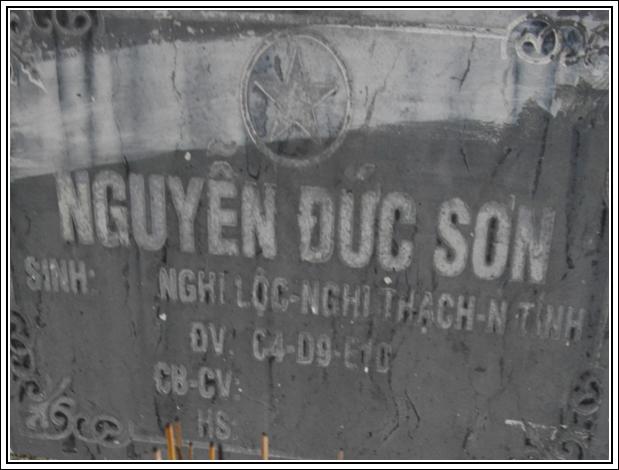 NGUYỄN ĐỨC SƠN
SINH:
NGHI LỘC-NGHI THẠCH-N TĨNH
ĐV: C4-D9-E10
CB-CV:
HS: